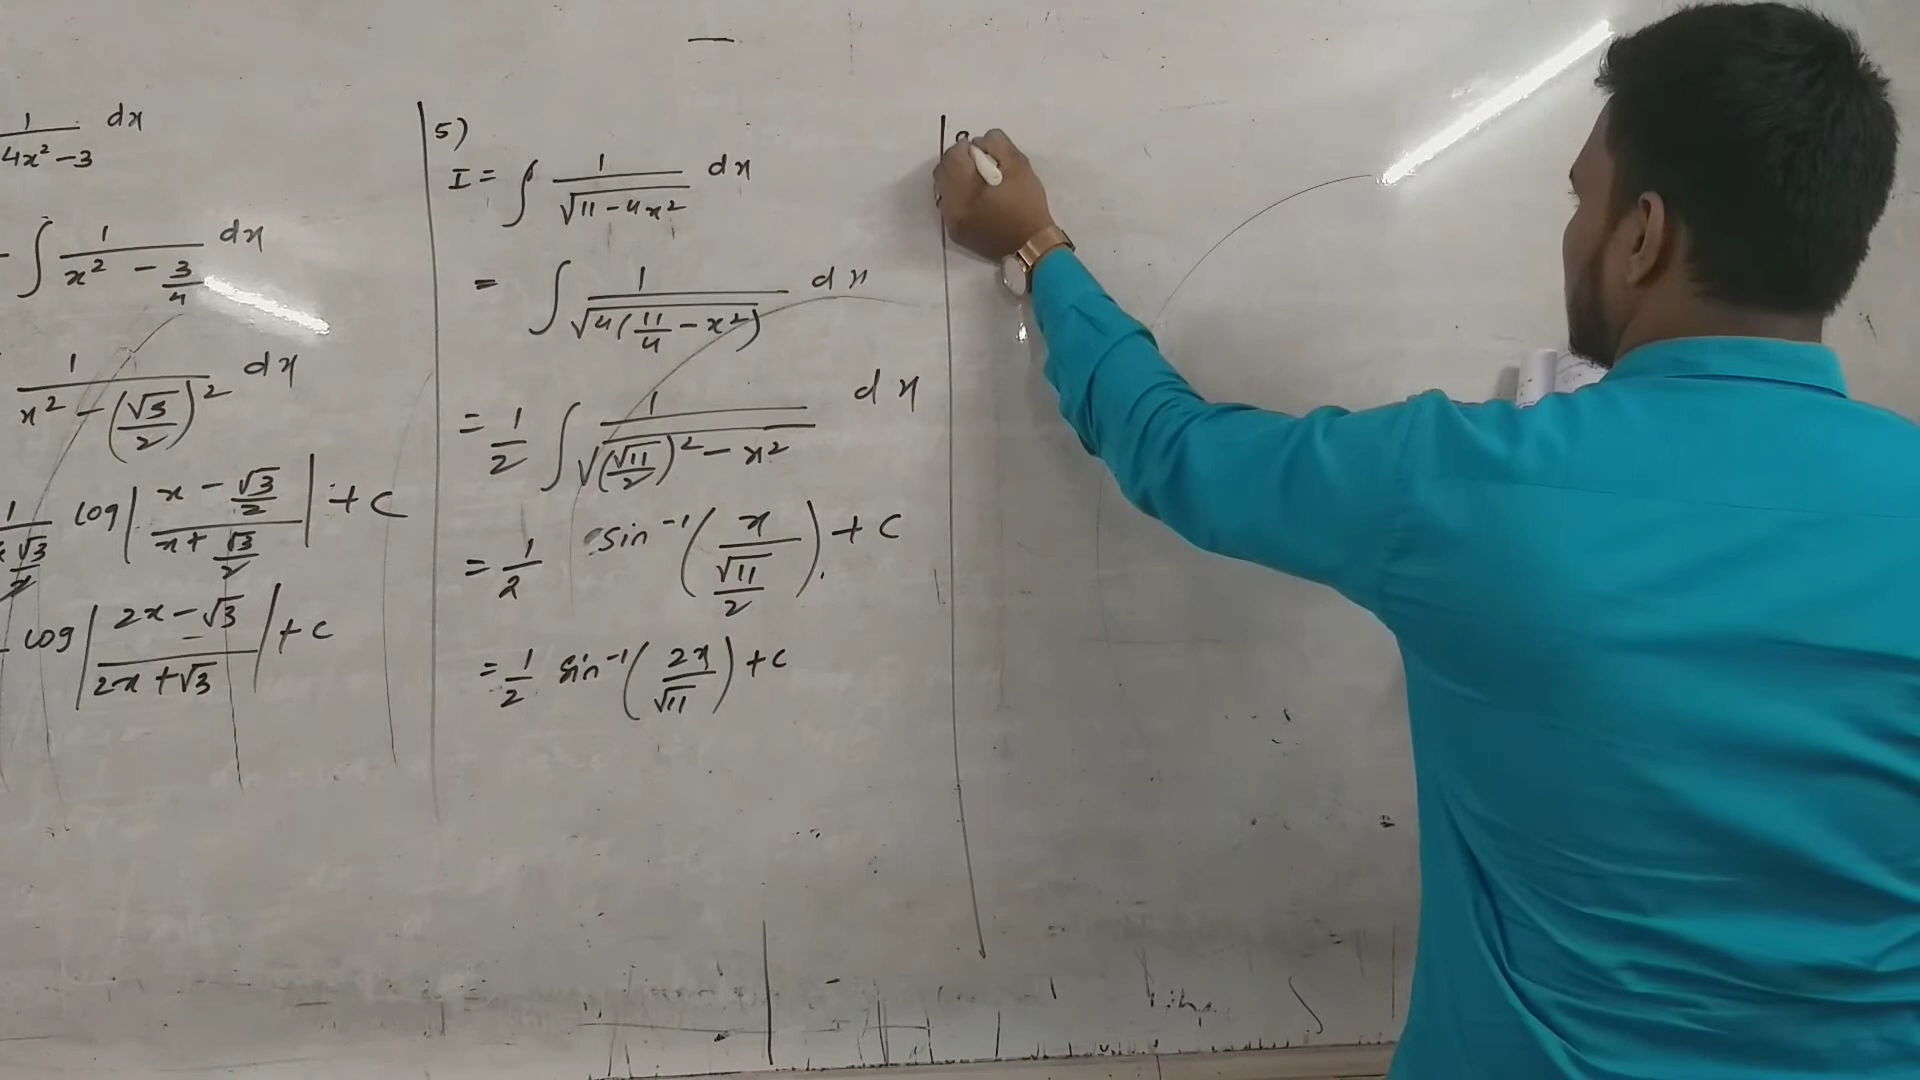 1/4x² - 3 dx
∫ 1/(x² - 3/4) dx
1/(x² - (√3/2)²) dx
log | (x - √3/2)/(x + √3/2) | + c
log | (2x - √3)/(2x + √3) | + c
5)
I = ∫ 1/√(11 - 4x²) dx
= ∫ 1/√(4(11/4 - x²)) dx
= 1/2 ∫ 1/√((√11/2)² - x²) dx
= 1/2 sin⁻¹(x/(√11/2)) + c
= 1/2 sin⁻¹(2x/√11) + c